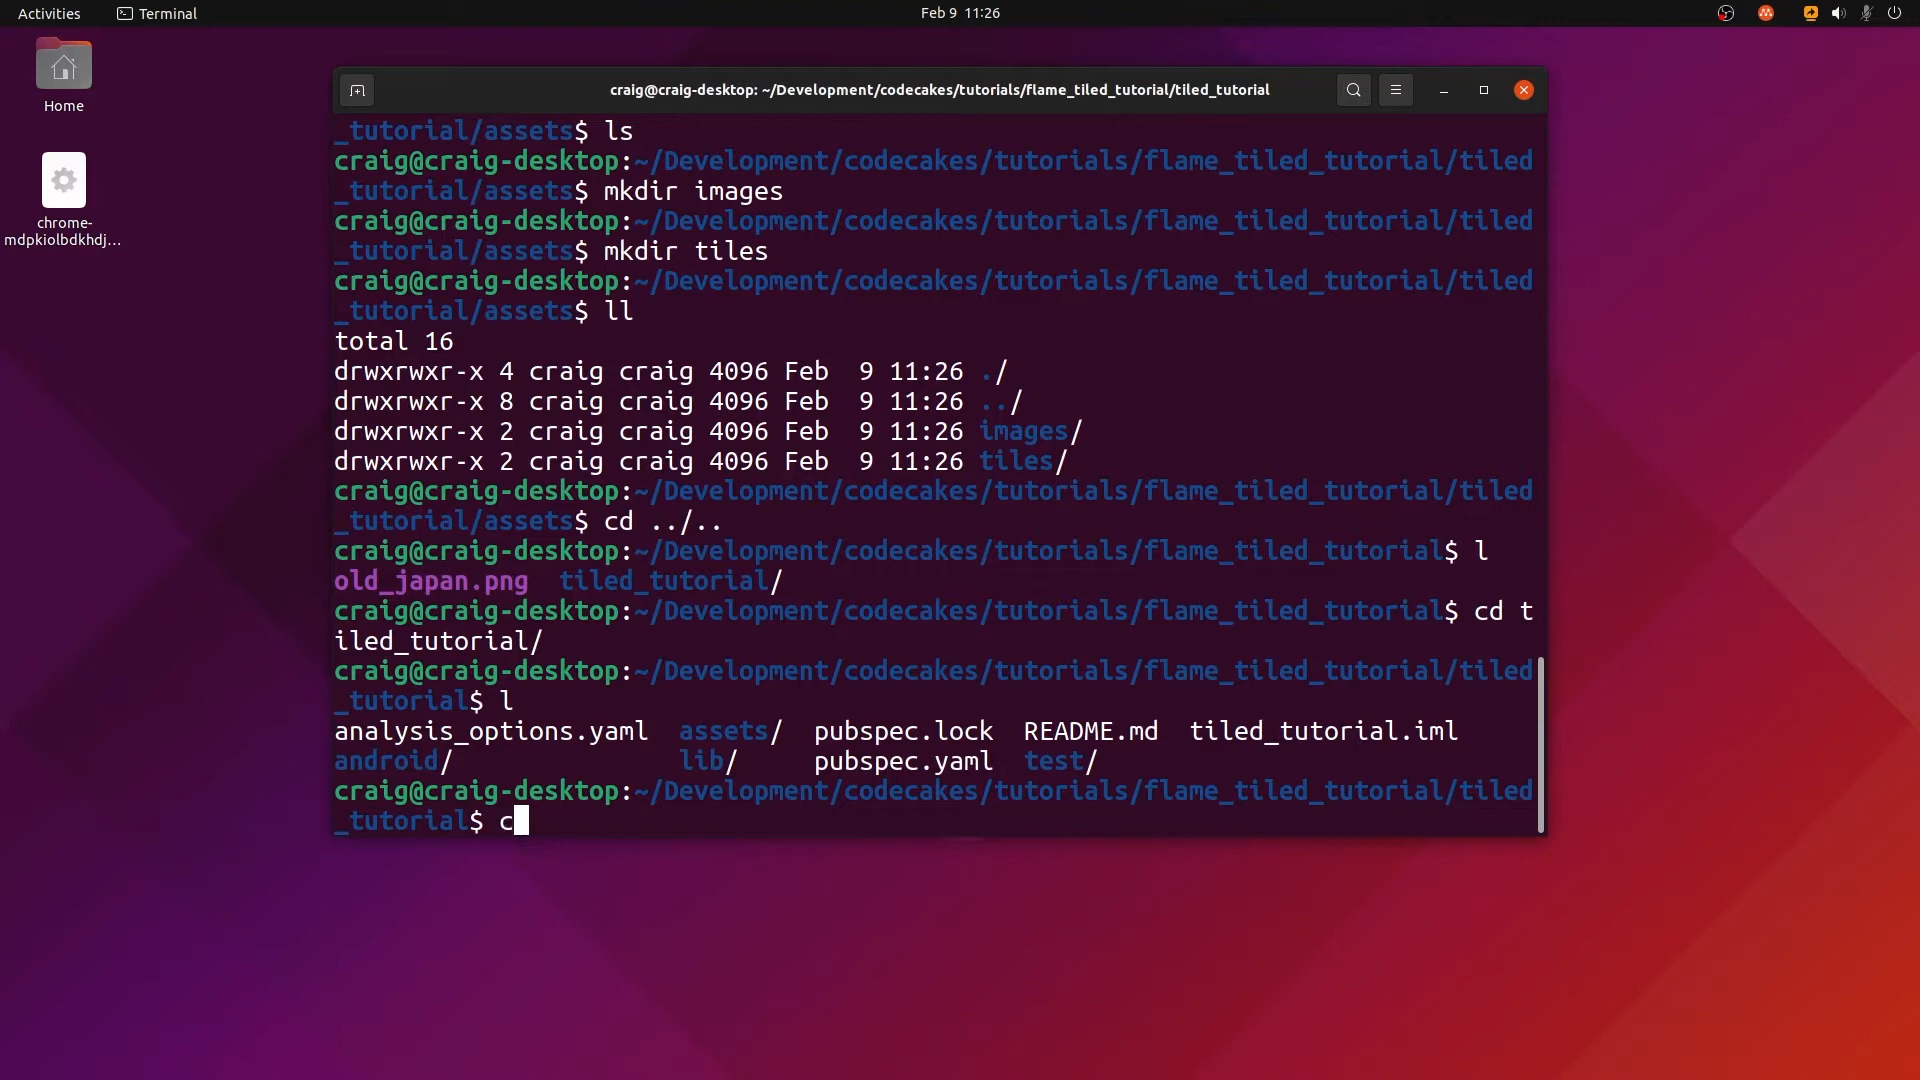 Activities
Terminal
Feb 9 11:26
Home
chrome-
mdpkiolbdkhdj...
craig@craig-desktop: ~/Development/codecakes/tutorials/flame_tiled_tutorial/tiled_tutorial
_tutorial/assets$ ls
craig@craig-desktop:~/Development/codecakes/tutorials/flame_tiled_tutorial/tiled
_tutorial/assets$ mkdir images
craig@craig-desktop:~/Development/codecakes/tutorials/flame_tiled_tutorial/tiled
_tutorial/assets$ mkdir tiles
craig@craig-desktop:~/Development/codecakes/tutorials/flame_tiled_tutorial/tiled
_tutorial/assets$ ll
total 16
drwxrwxr-x 4 craig craig 4096 Feb  9 11:26 ./
drwxrwxr-x 8 craig craig 4096 Feb  9 11:26 ../
drwxrwxr-x 2 craig craig 4096 Feb  9 11:26 images/
drwxrwxr-x 2 craig craig 4096 Feb  9 11:26 tiles/
craig@craig-desktop:~/Development/codecakes/tutorials/flame_tiled_tutorial/tiled
_tutorial/assets$ cd ../..
craig@craig-desktop:~/Development/codecakes/tutorials/flame_tiled_tutorial$ l
old_japan.png  tiled_tutorial/
craig@craig-desktop:~/Development/codecakes/tutorials/flame_tiled_tutorial$ cd t
iled_tutorial/
craig@craig-desktop:~/Development/codecakes/tutorials/flame_tiled_tutorial/tiled
_tutorial$ l
analysis_options.yaml  assets/  pubspec.lock  README.md  tiled_tutorial.iml
android/               lib/     pubspec.yaml  test/
craig@craig-desktop:~/Development/codecakes/tutorials/flame_tiled_tutorial/tiled
_tutorial$ c